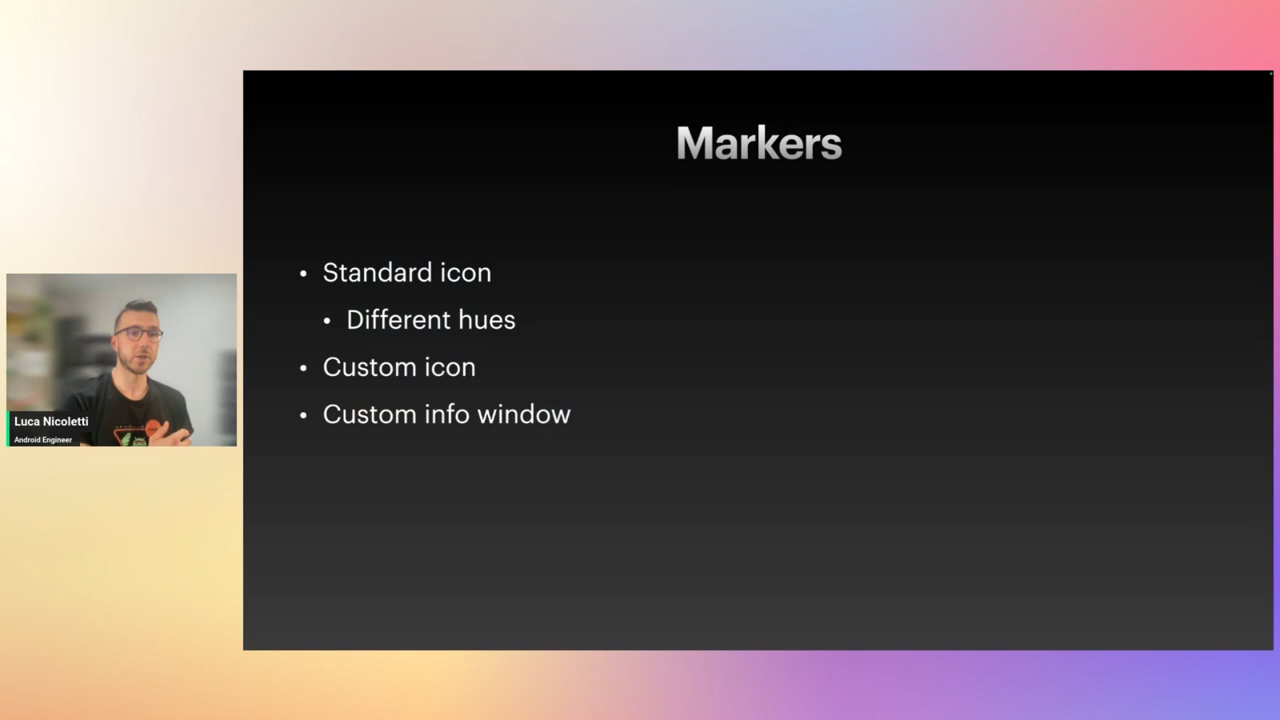 Markers
• Standard icon
• Different hues
• Custom icon
• Custom info window
Luca Nicoletti
Android Engineer